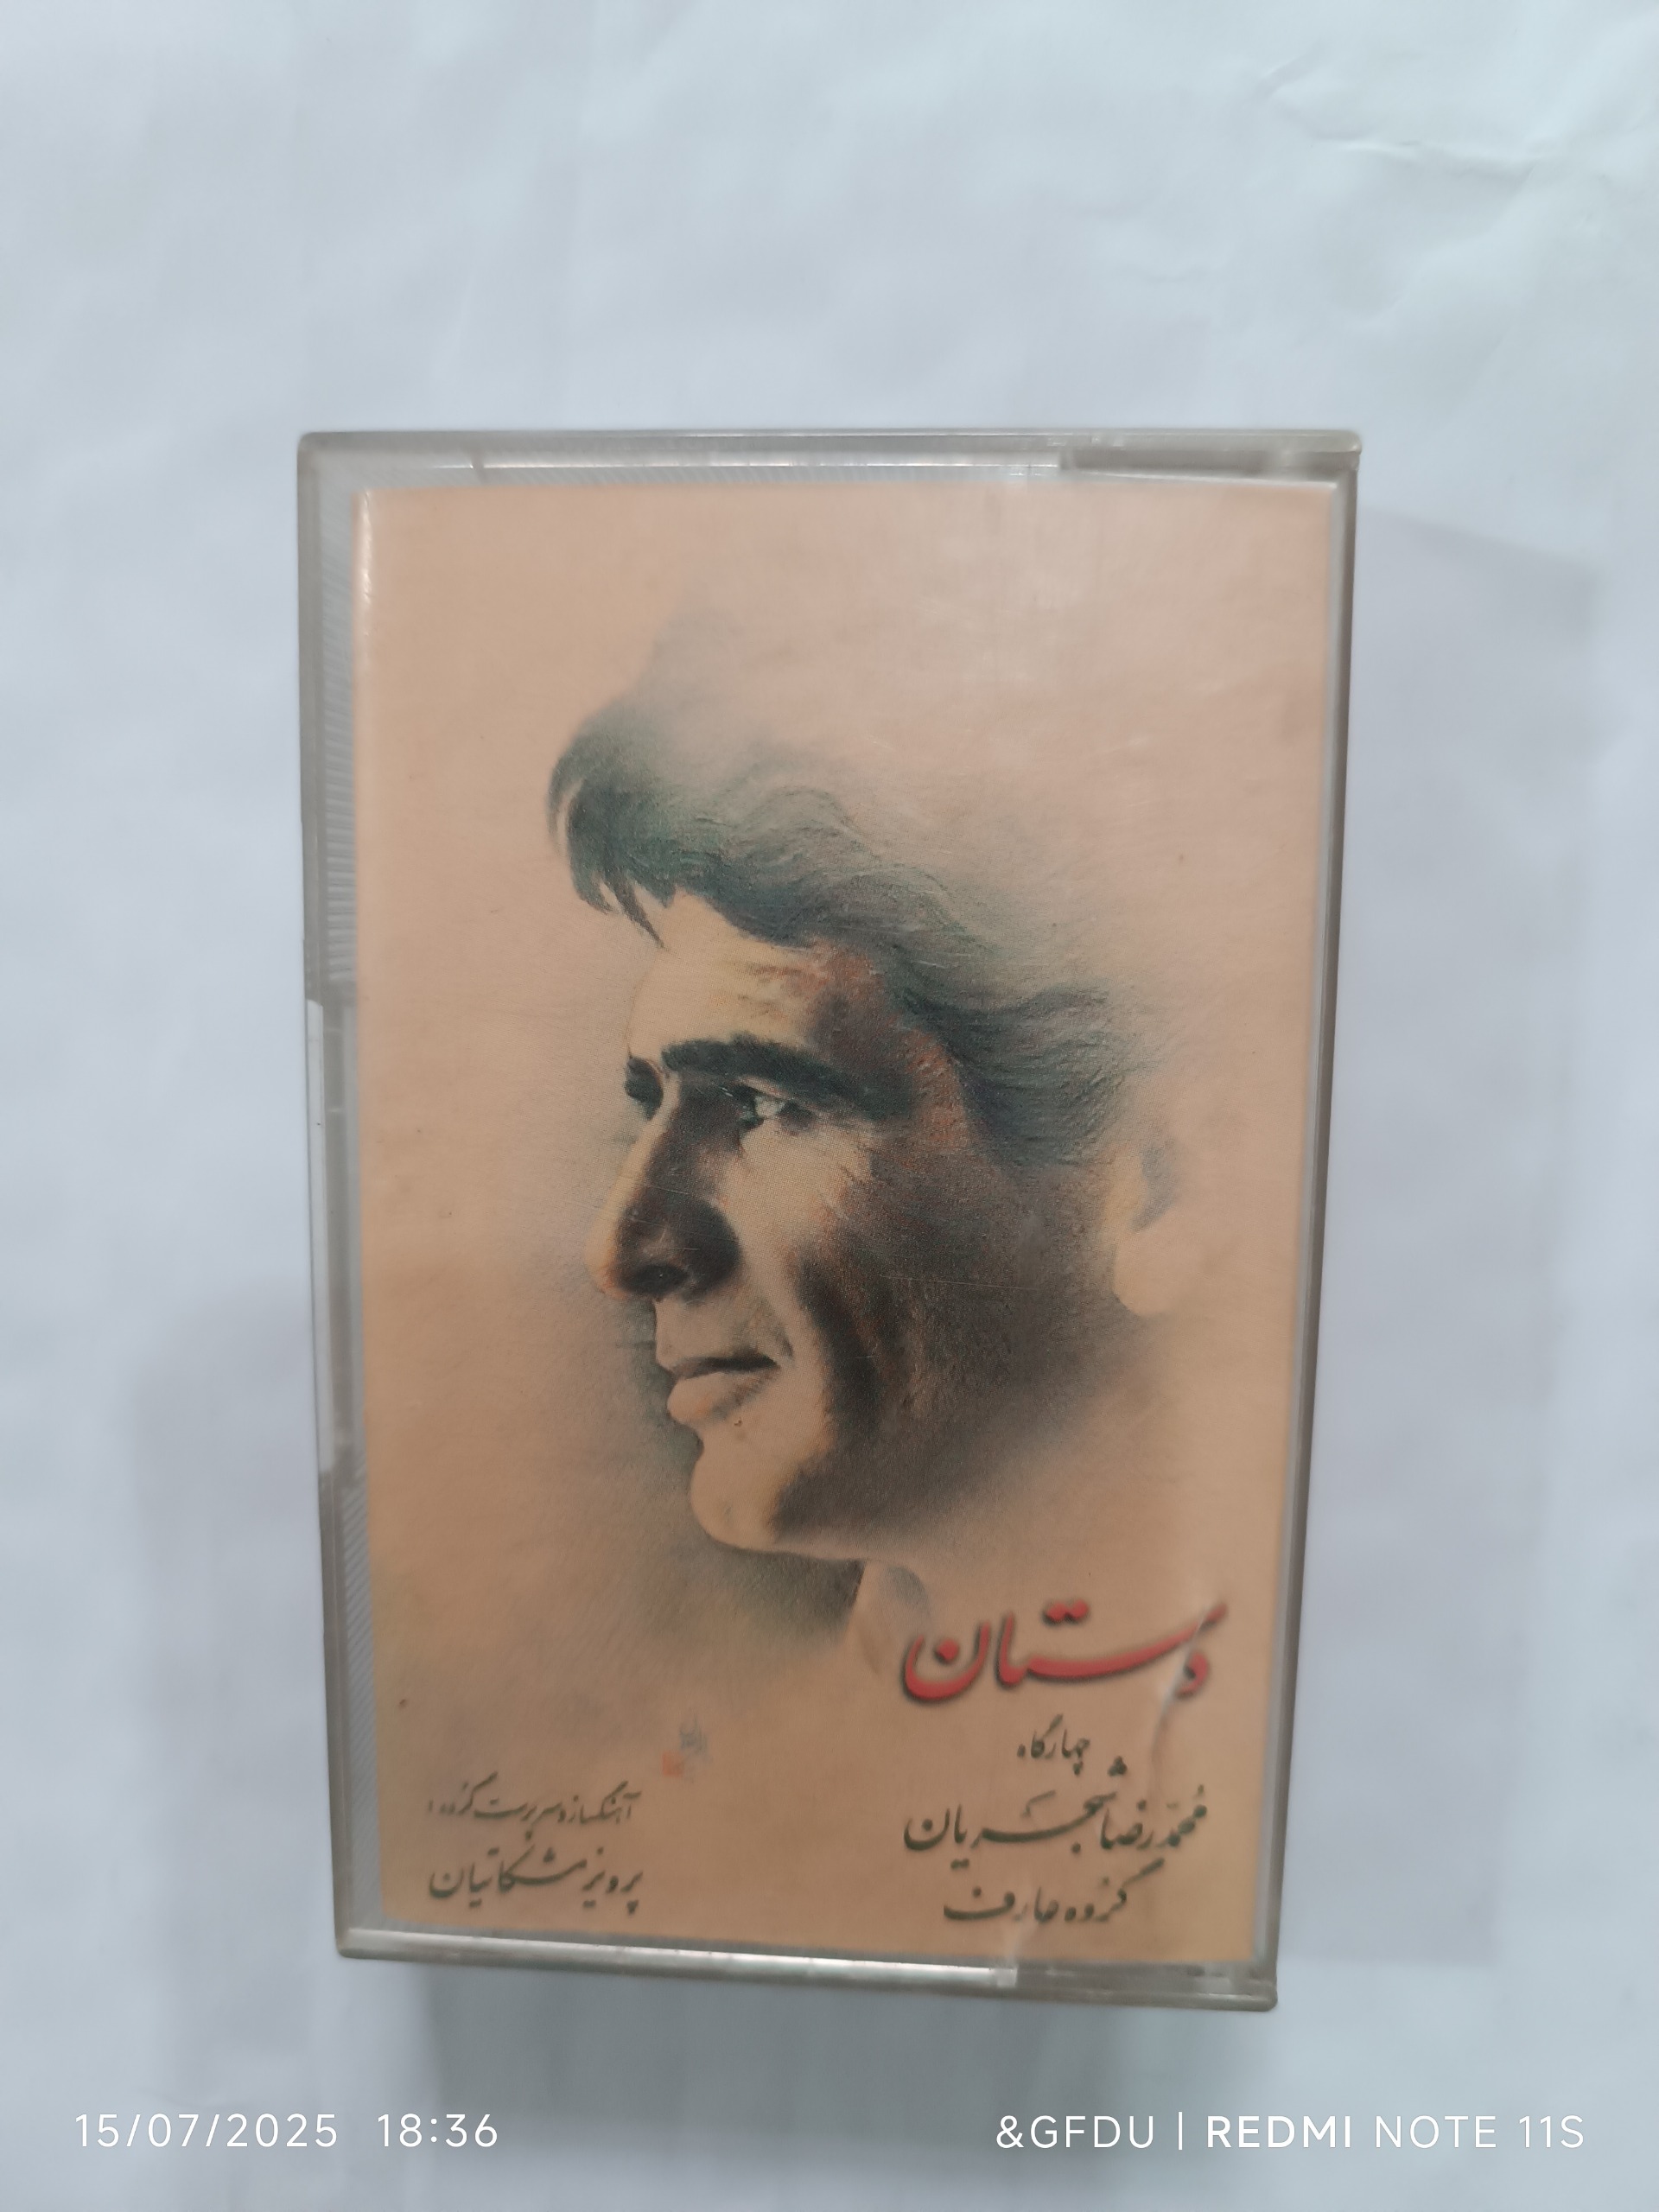 دستان
چهارگاه
محمدرضا شجریان
گروه عارف
آهنگساز و سرپرست گروه:
پرویز مشکاتیان
15/07/2025 18:36
&GFDU | REDMI NOTE 11S